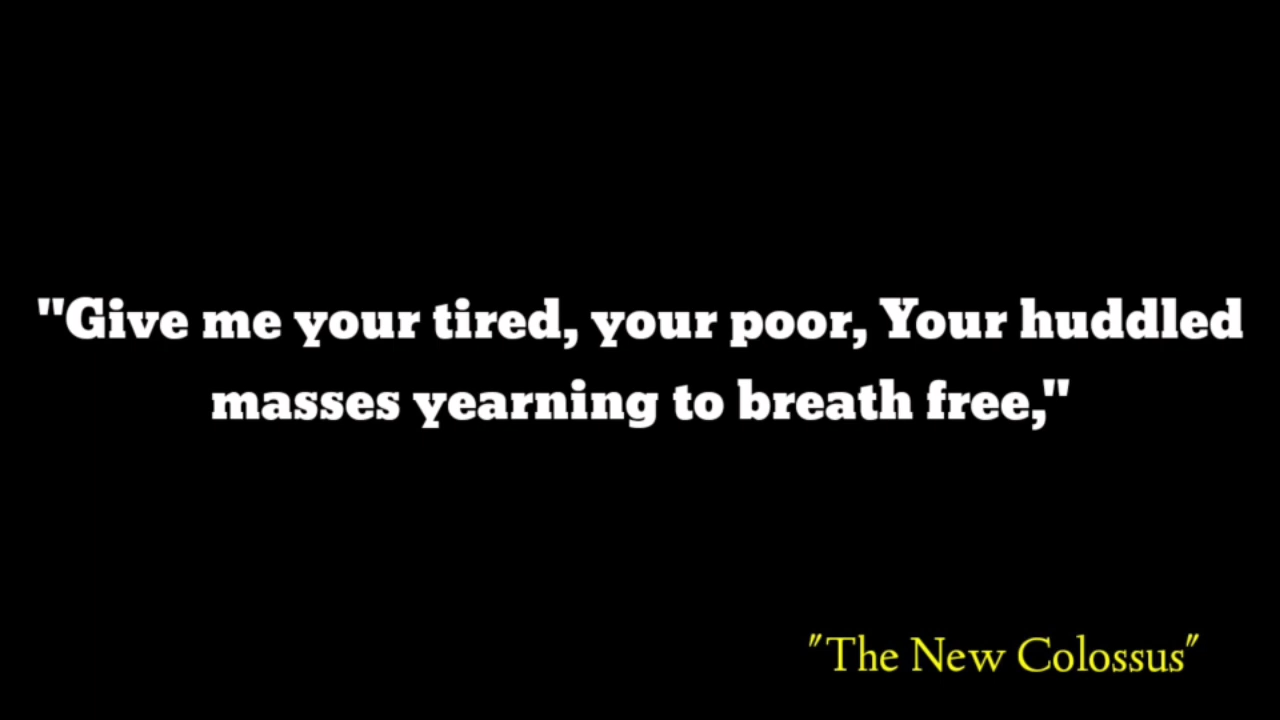 "Give me your tired, your poor, Your huddled
masses yearning to breath free,"
"The New Colossus"